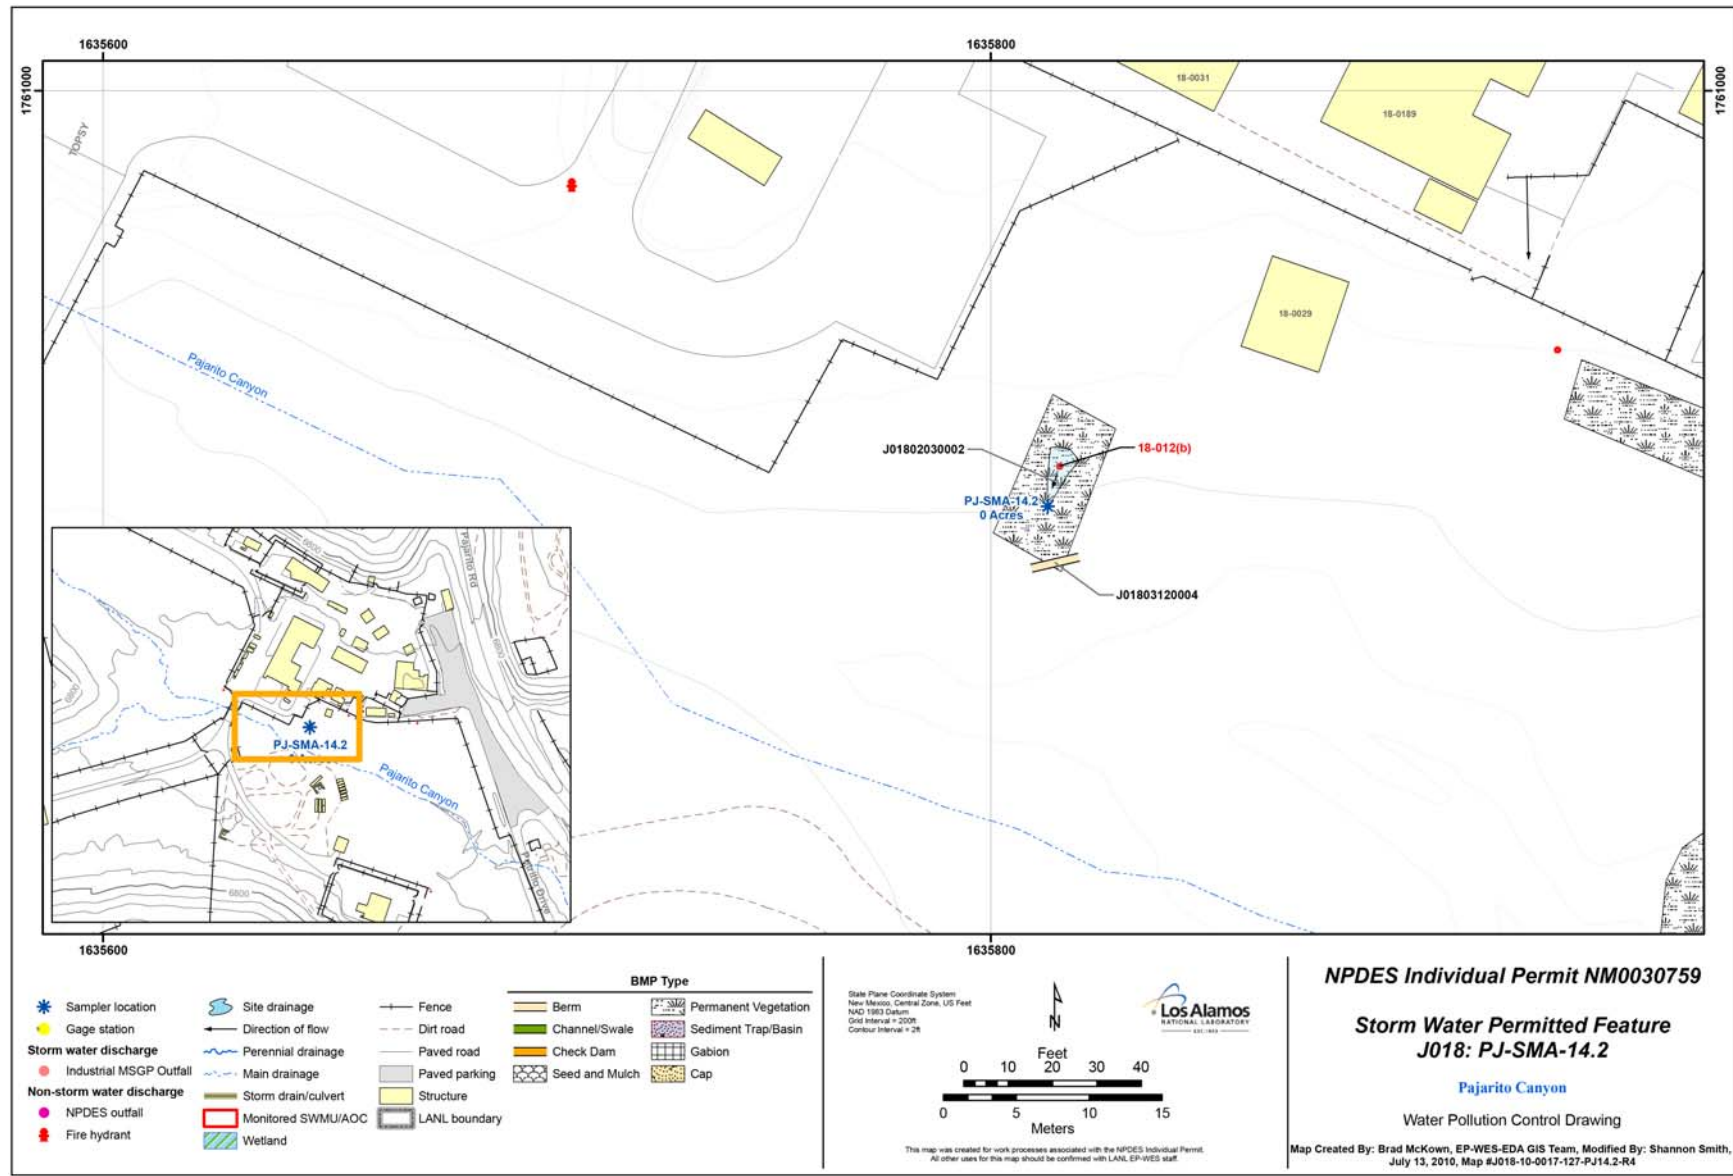 1635600
1635800
1761000
1761000
TOPSY
18-0031
18-0189
18-0029
Pajarito Canyon
J01802030002
18-012(b)
PJ-SMA-14.2
0 Acres
J01803120004
6800
Pajarito Rd
6800
6800
PJ-SMA-14.2
Pajarito Canyon
6800
Pajarito Drive
1635600
1635800
Sampler location
Gage station
Storm water discharge
Industrial MSGP Outfall
Non-storm water discharge
NPDES outfall
Fire hydrant
Site drainage
Direction of flow
Perennial drainage
Main drainage
Storm drain/culvert
Monitored SWMU/AOC
Wetland
Fence
Dirt road
Paved road
Paved parking
Structure
LANL boundary
BMP Type
Berm
Channel/Swale
Check Dam
Seed and Mulch
Permanent Vegetation
Sediment Trap/Basin
Gabion
Cap
State Plane Coordinate System
New Mexico, Central Zone, US Feet
NAD 1983 Datum
Grid Interval = 200ft
Contour Interval = 2ft
N
Los Alamos
NATIONAL LABORATORY
EST. 1943
Feet
0 10 20 30 40
0 5 10 15
Meters
This map was created for work processes associated with the NPDES Individual Permit.
All other uses for this map should be confirmed with LANL EP-WES staff.
NPDES Individual Permit NM0030759
Storm Water Permitted Feature
J018: PJ-SMA-14.2
Pajarito Canyon
Water Pollution Control Drawing
Map Created By: Brad McKown, EP-WES-EDA GIS Team, Modified By: Shannon Smith,
July 13, 2010, Map #J018-10-0017-127-PJ14.2-R4